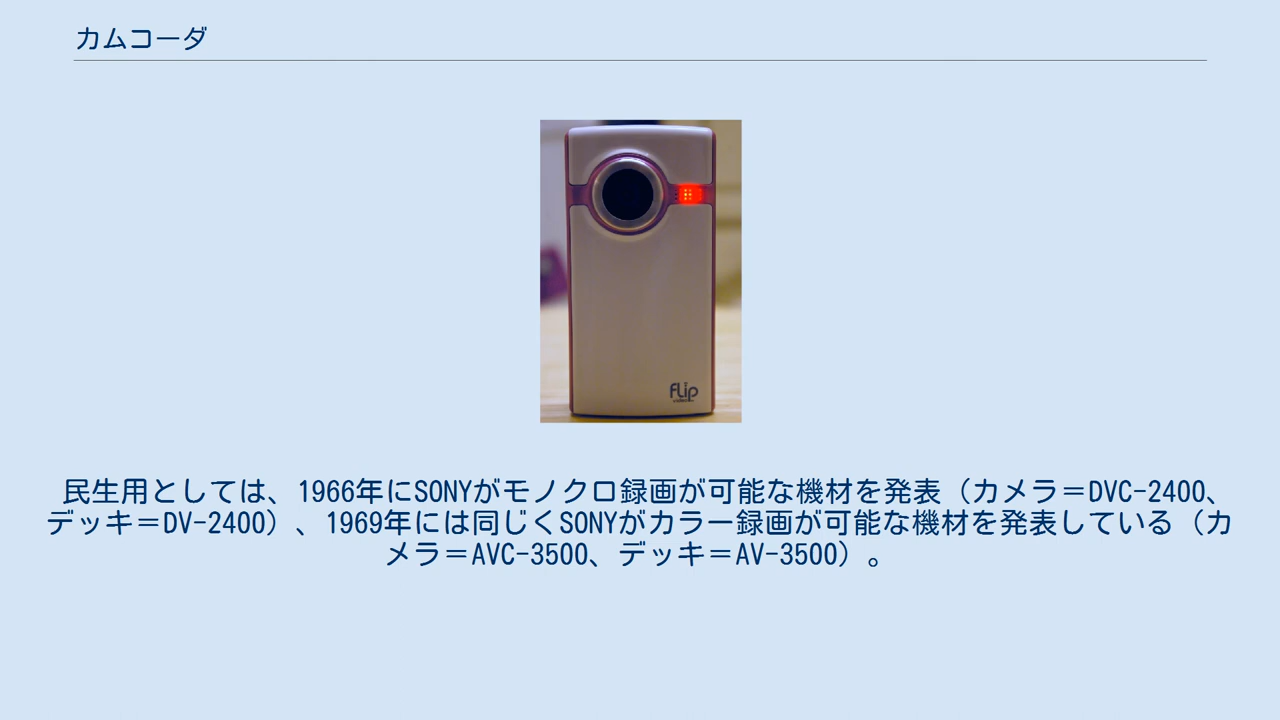 カムコーダ
flip
民生用としては、1966年にSONYがモノクロ録画が可能な機材を発表（カメラ＝DVC-2400、
デッキ＝DV-2400）、1969年には同じくSONYがカラー録画が可能な機材を発表している（カ
メラ＝AVC-3500、デッキ＝AV-3500）。